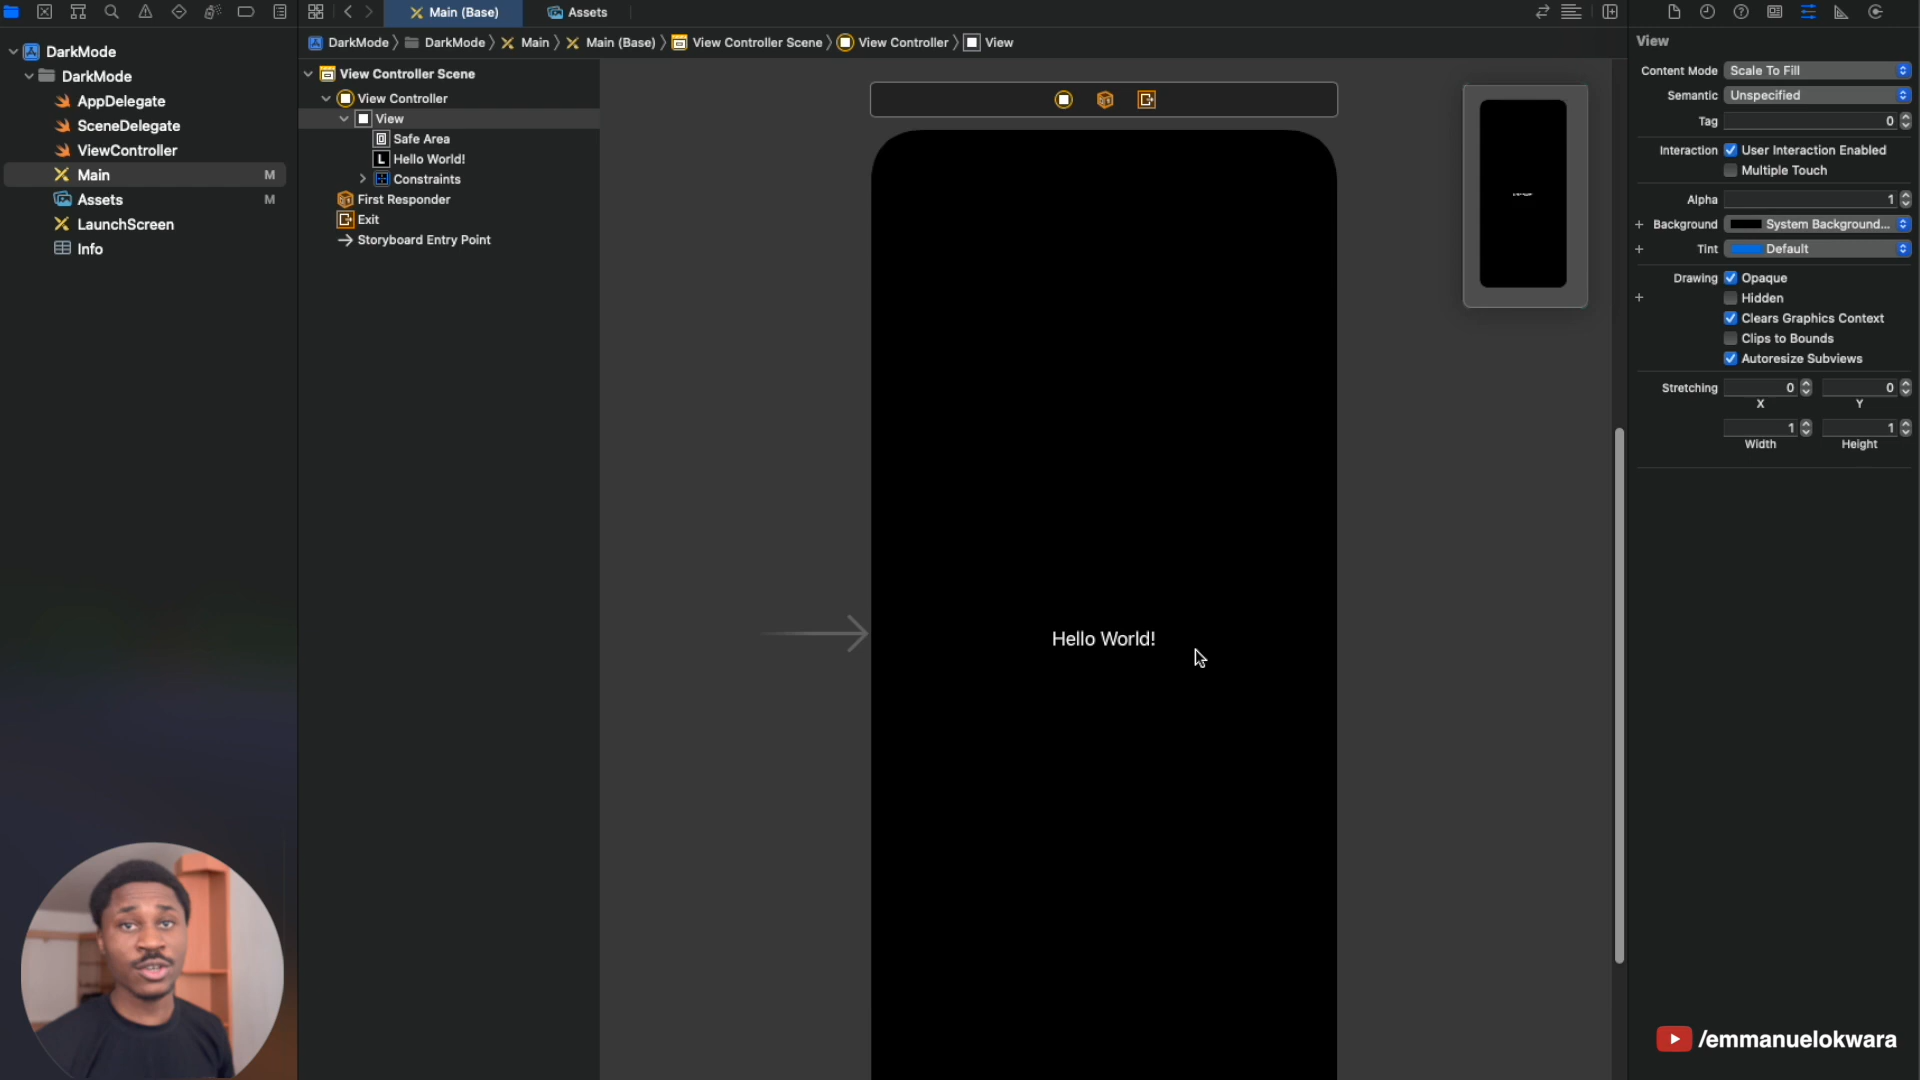 Main (Base)
Assets
DarkMode
DarkMode
AppDelegate
SceneDelegate
ViewController
Main
M
Assets
M
LaunchScreen
Info
DarkMode
DarkMode
Main
Main (Base)
View Controller Scene
View Controller
View
View Controller Scene
View Controller
View
Safe Area
L
Hello World!
Constraints
First Responder
Exit
Storyboard Entry Point
Hello World!
View
Content Mode
Scale To Fill
Semantic
Unspecified
Tag
0
Interaction
User Interaction Enabled
Multiple Touch
Alpha
1
+ Background
System Background...
+ Tint
Default
Drawing
Opaque
+
Hidden
Clears Graphics Context
Clips to Bounds
Autoresize Subviews
Stretching
0
0
X
Y
1
1
Width
Height
/emmanuelokwara